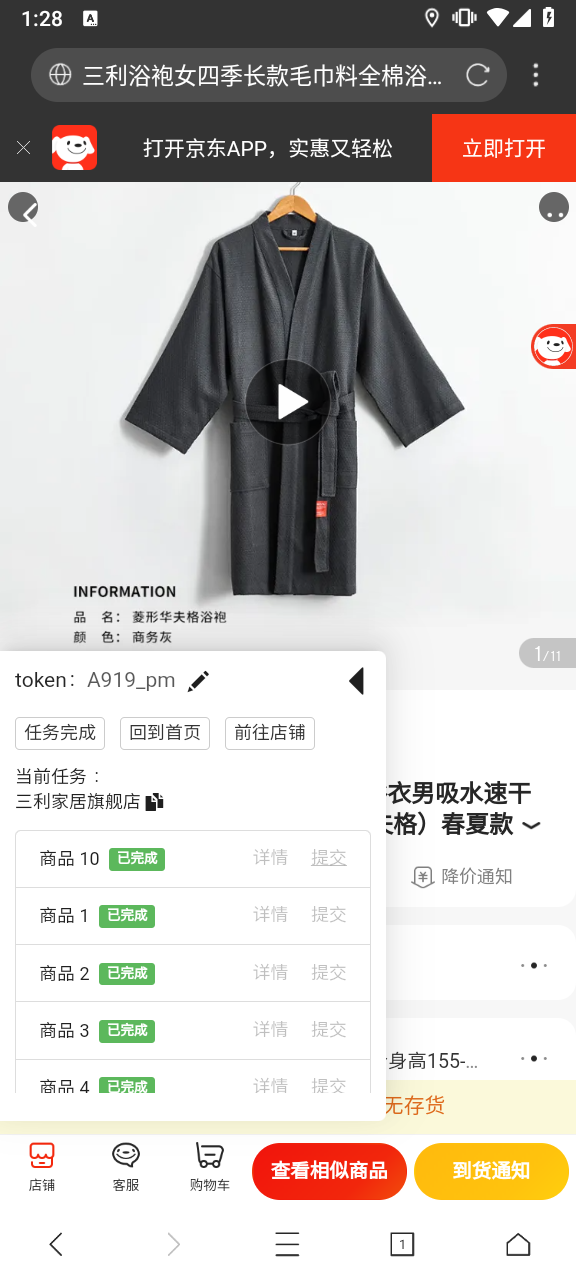 1:28
A
三利浴袍女四季长款毛巾料全棉浴...
打开京东APP，实惠又轻松
立即打开
INFORMATION
品 名： 菱形华夫格浴袍
颜 色： 商务灰
1/11
token： A919_pm
任务完成 回到首页 前往店铺
当前任务：
三利家居旗舰店
衣男吸水速干
格）春夏款
降价通知
商品 10 已完成 详情 提交
商品 1 已完成 详情 提交
商品 2 已完成 详情 提交
商品 3 已完成 详情 提交
身高155-...
商品 4 已完成 详情 提交
无存货
店铺
客服
购物车
查看相似商品
到货通知
1